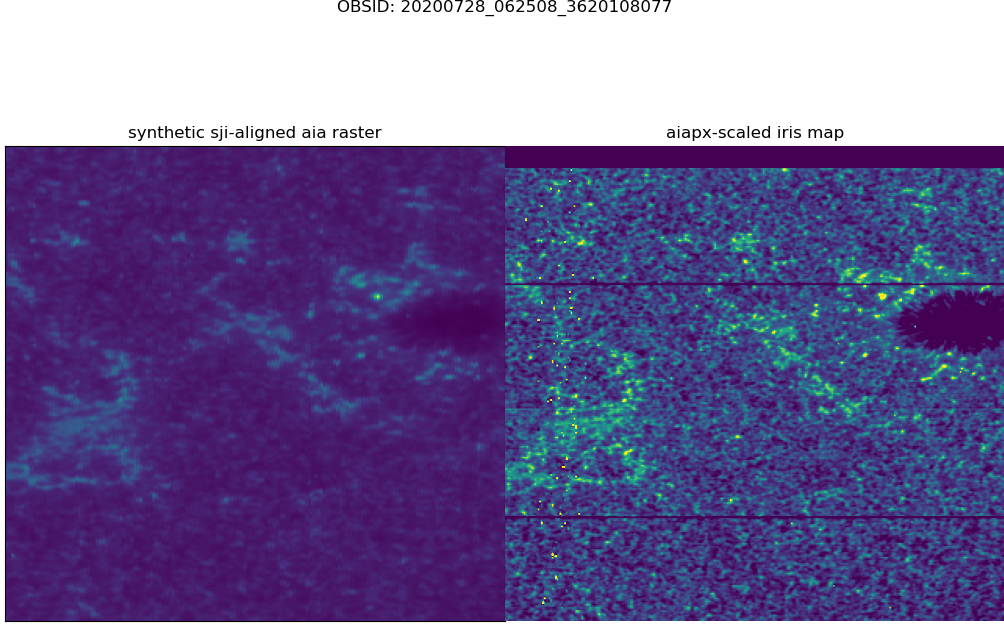 OBSID: 20200728_062508_3620108077
synthetic sji-aligned aia raster
aiapx-scaled iris map